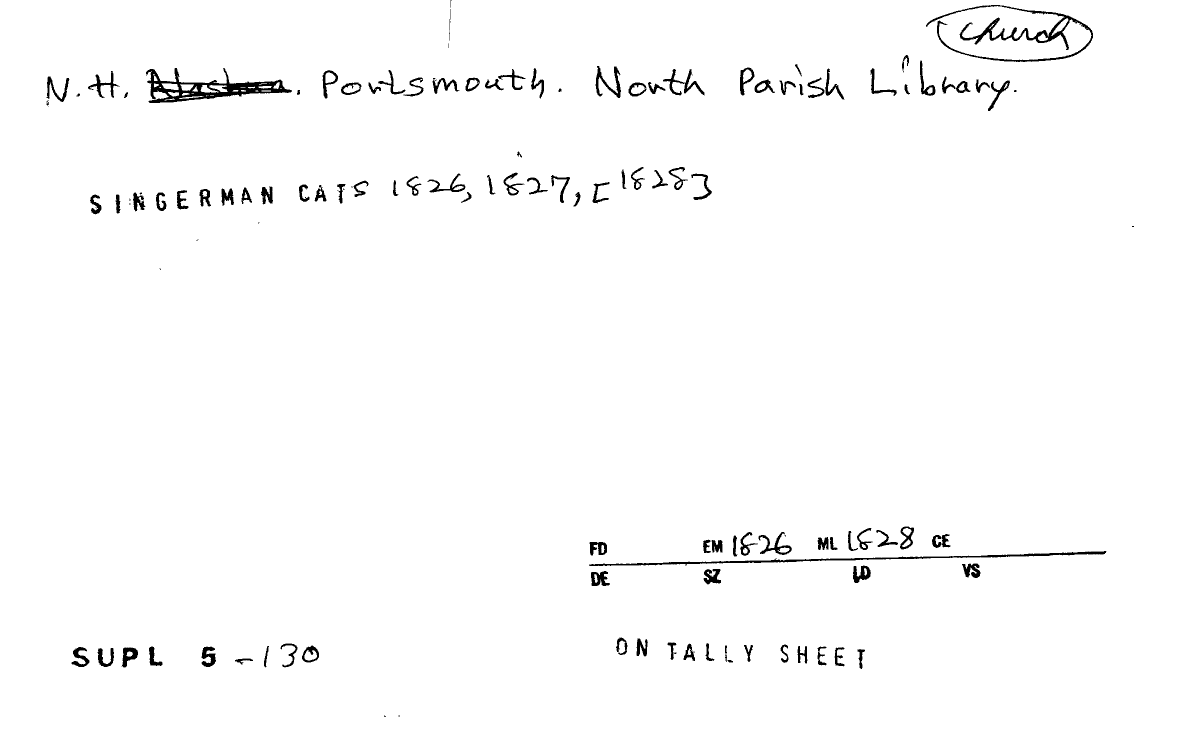 Church
N.H. Portsmouth. North Parish Library.
SINGERMAN CATS 1826, 1827, [1828]
FD EM 1826 ML 1828 CE
DE SZ LD VS
SUPL 5-130
ON TALLY SHEET